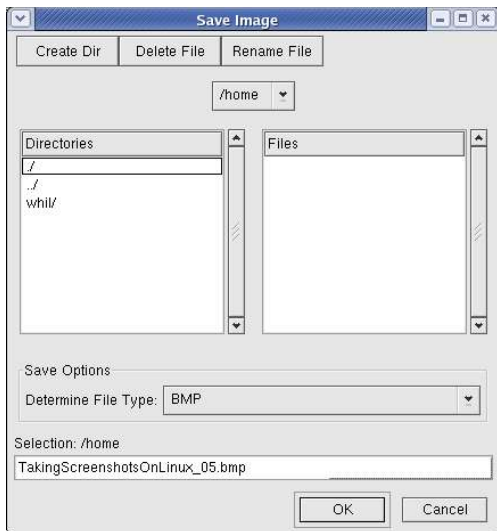 Save Image
Create Dir Delete File Rename File
/home
Directories Files
./
../
whil/
Save Options
Determine File Type: BMP
Selection: /home
TakingScreenshotsOnLinux_05.bmp
OK Cancel